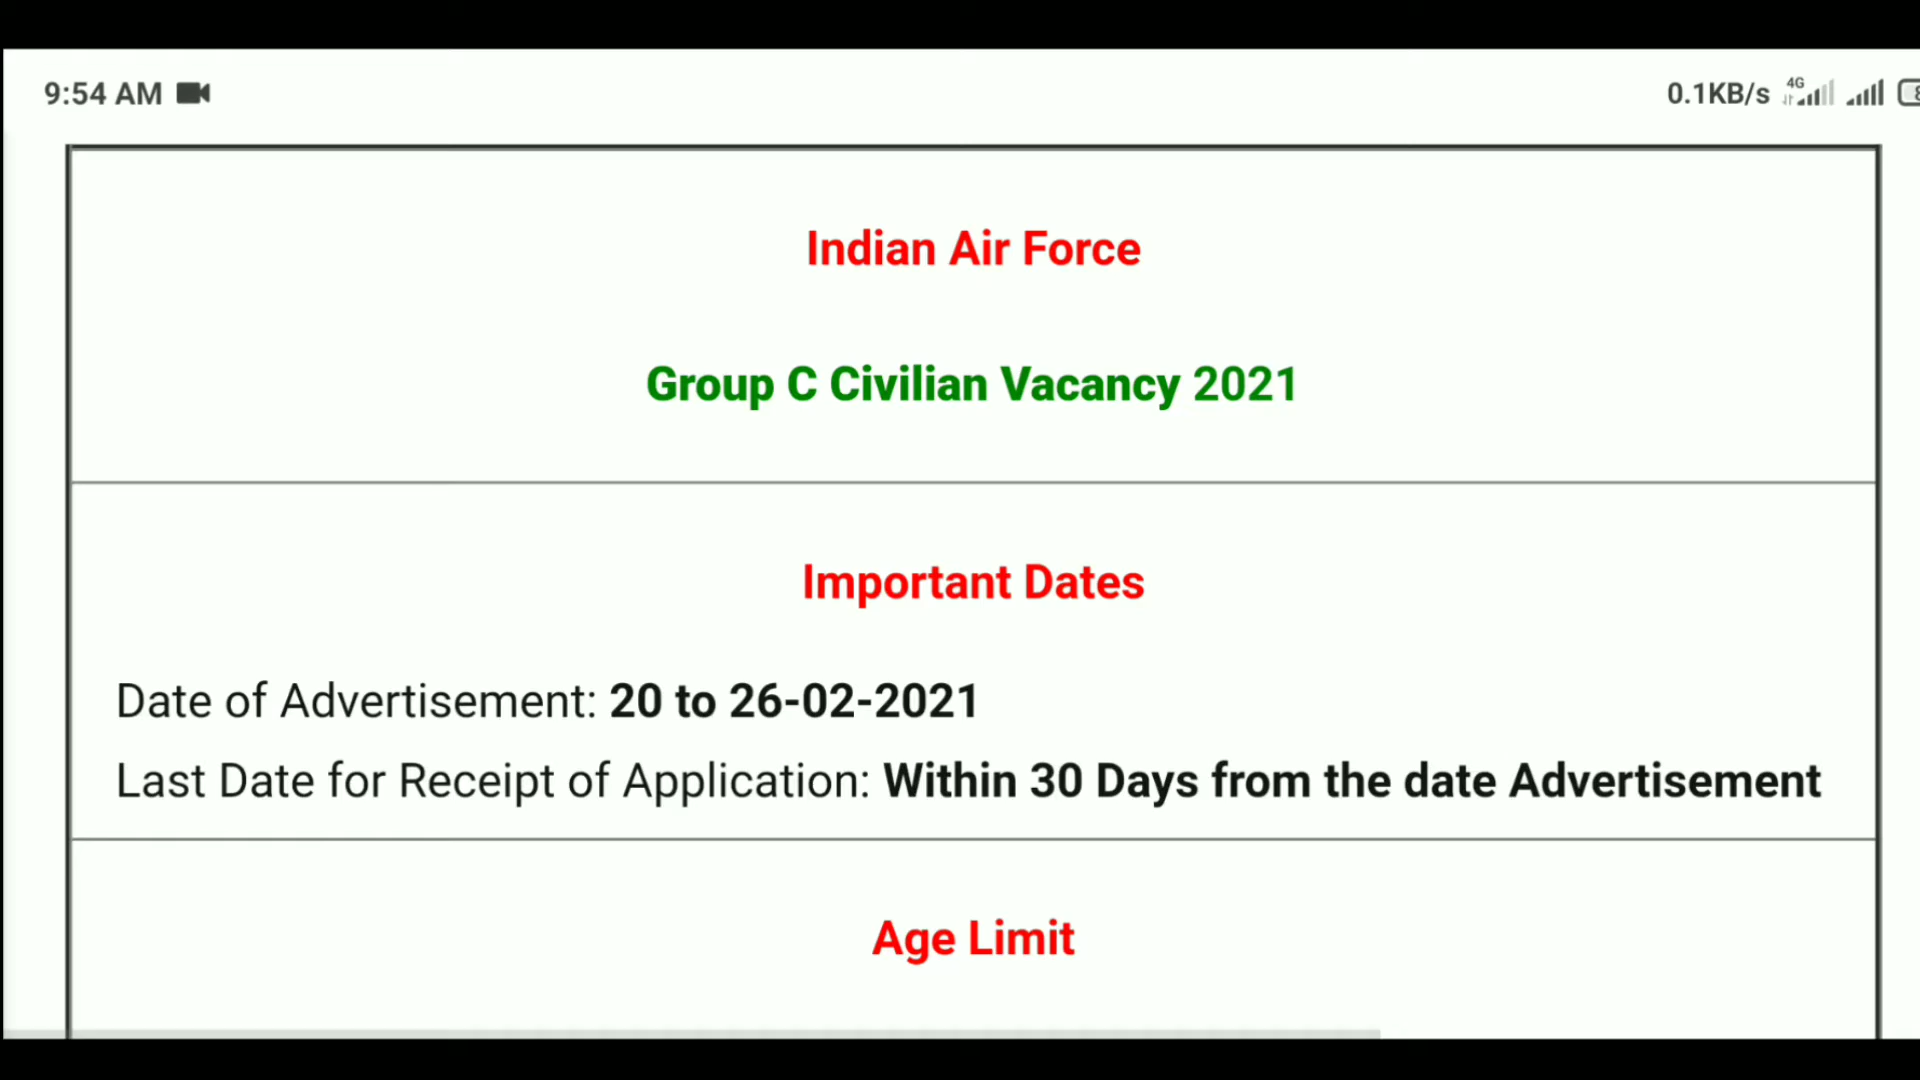 9:54 AM
0.1KB/s 4G
Indian Air Force
Group C Civilian Vacancy 2021
Important Dates
Date of Advertisement: 20 to 26-02-2021
Last Date for Receipt of Application: Within 30 Days from the date Advertisement
Age Limit